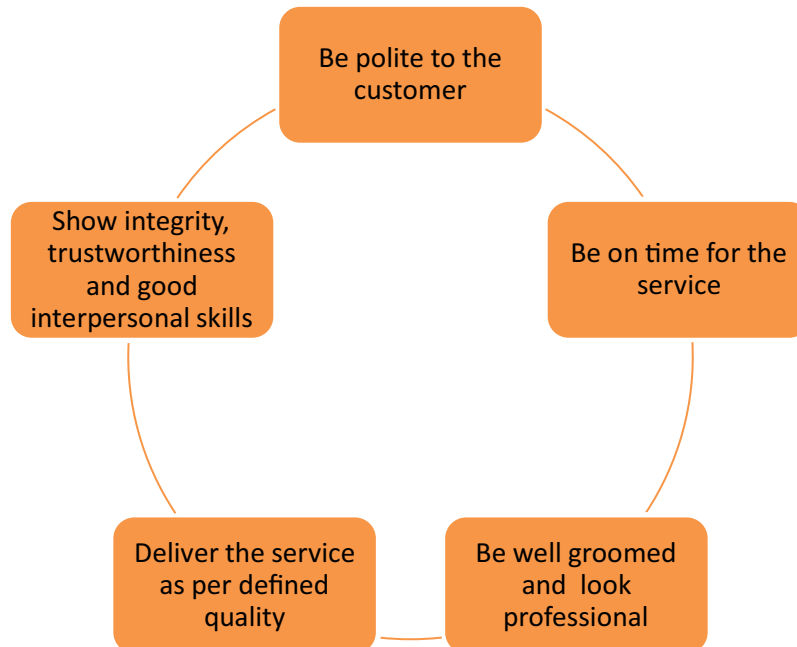 Be polite to the
customer
Be on time for the
service
Be well groomed
and look
professional
Deliver the service
as per defined
quality
Show integrity,
trustworthiness
and good
interpersonal skills